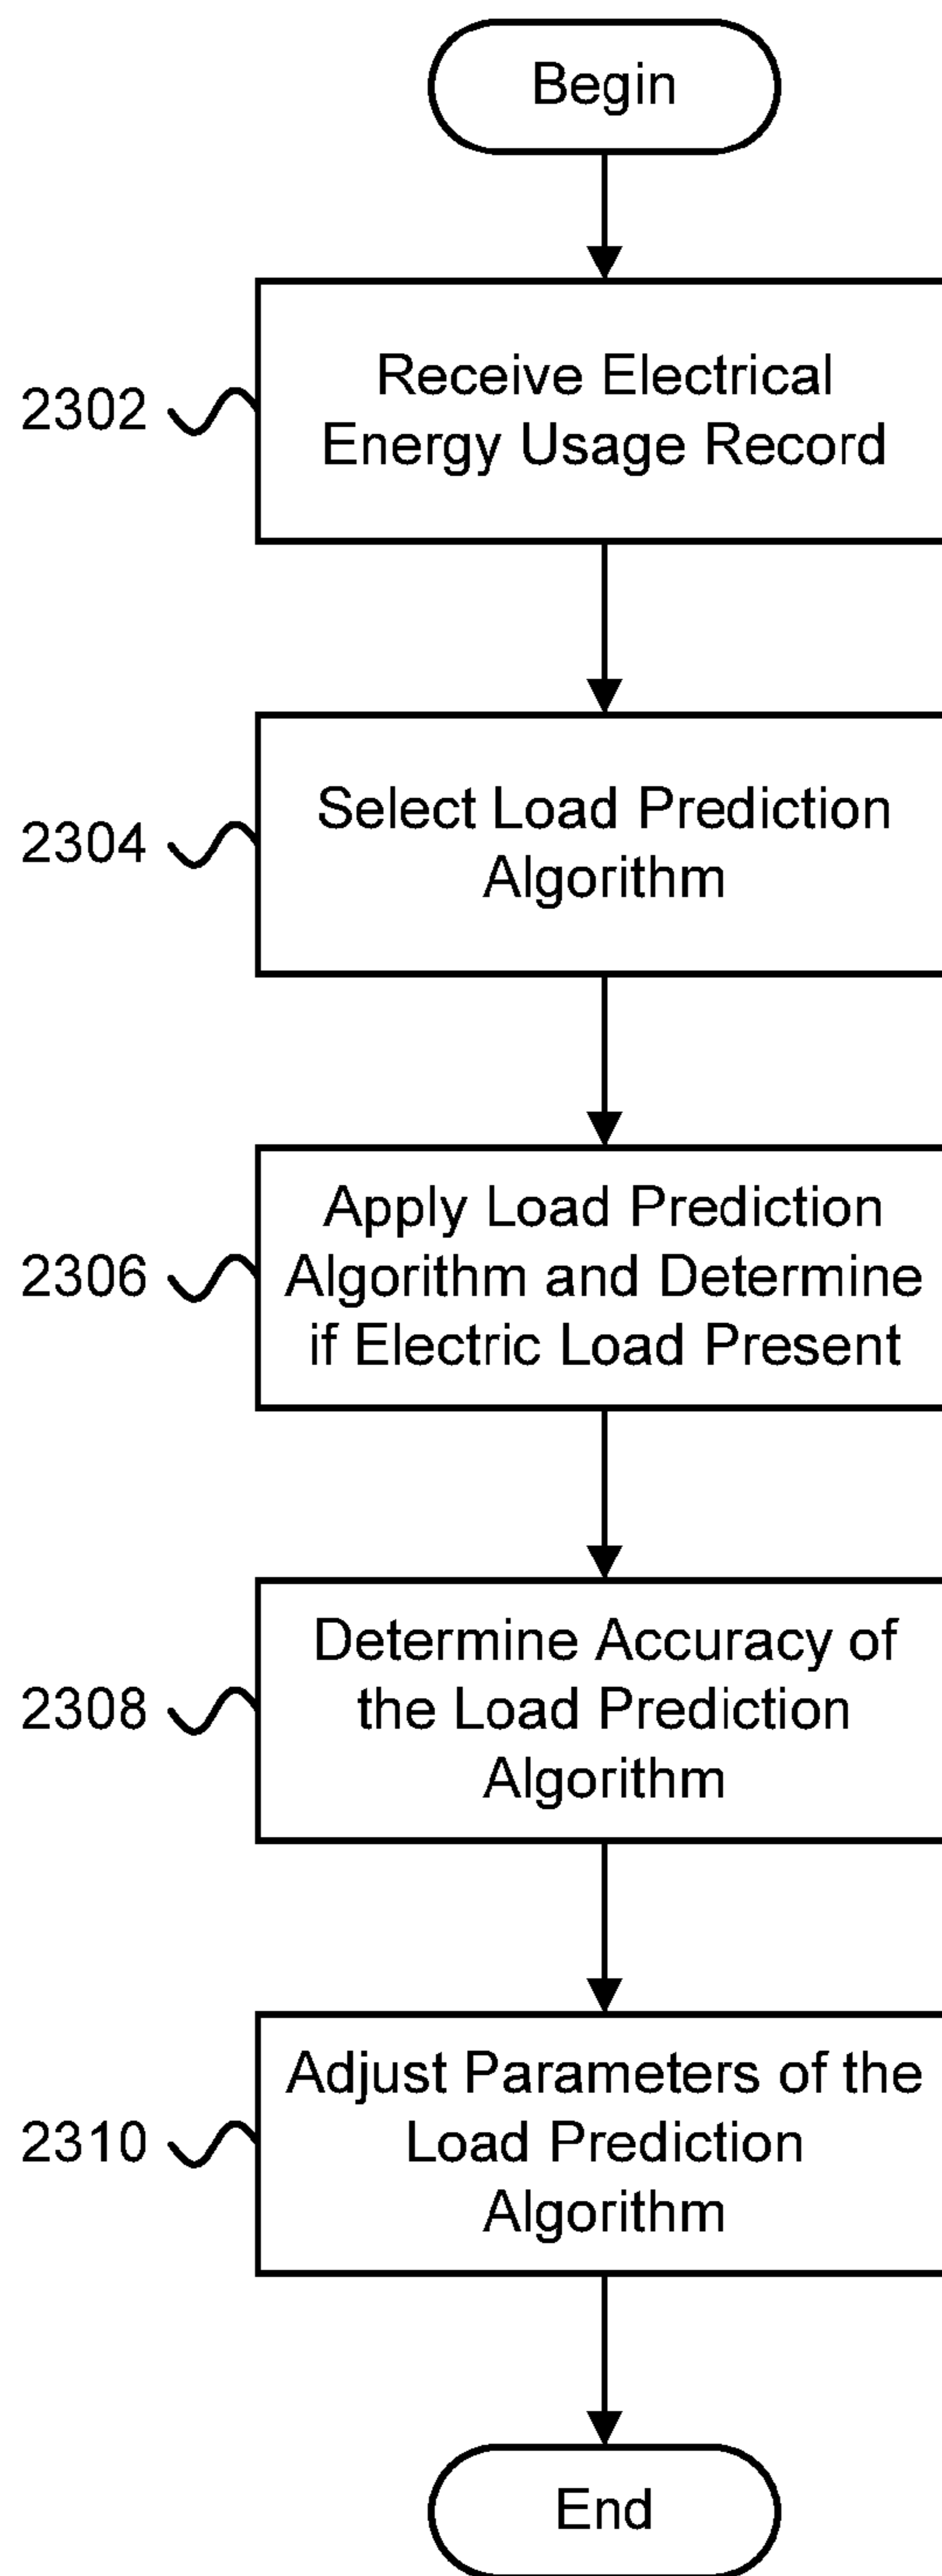 Begin
2302
Receive Electrical
Energy Usage Record
2304
Select Load Prediction
Algorithm
2306
Apply Load Prediction
Algorithm and Determine
if Electric Load Present
2308
Determine Accuracy of
the Load Prediction
Algorithm
2310
Adjust Parameters of the
Load Prediction
Algorithm
End